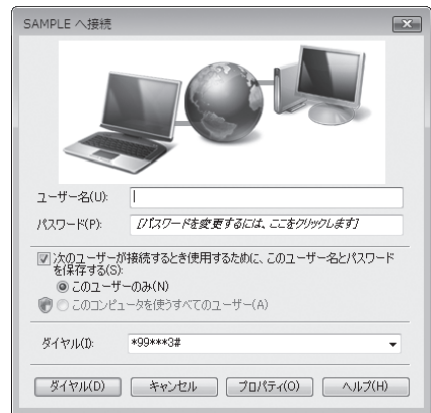 SAMPLE へ接続
ユーザー名(U):
パスワード(P): [パスワードを変更するには、ここをクリックします]
次のユーザーが接続するとき使用するために、このユーザー名とパスワード
を保存する(S):
このユーザーのみ(N)
このコンピュータを使うすべてのユーザー(A)
ダイヤル(I): *99***3#
ダイヤル(D) キャンセル プロパティ(O) ヘルプ(H)